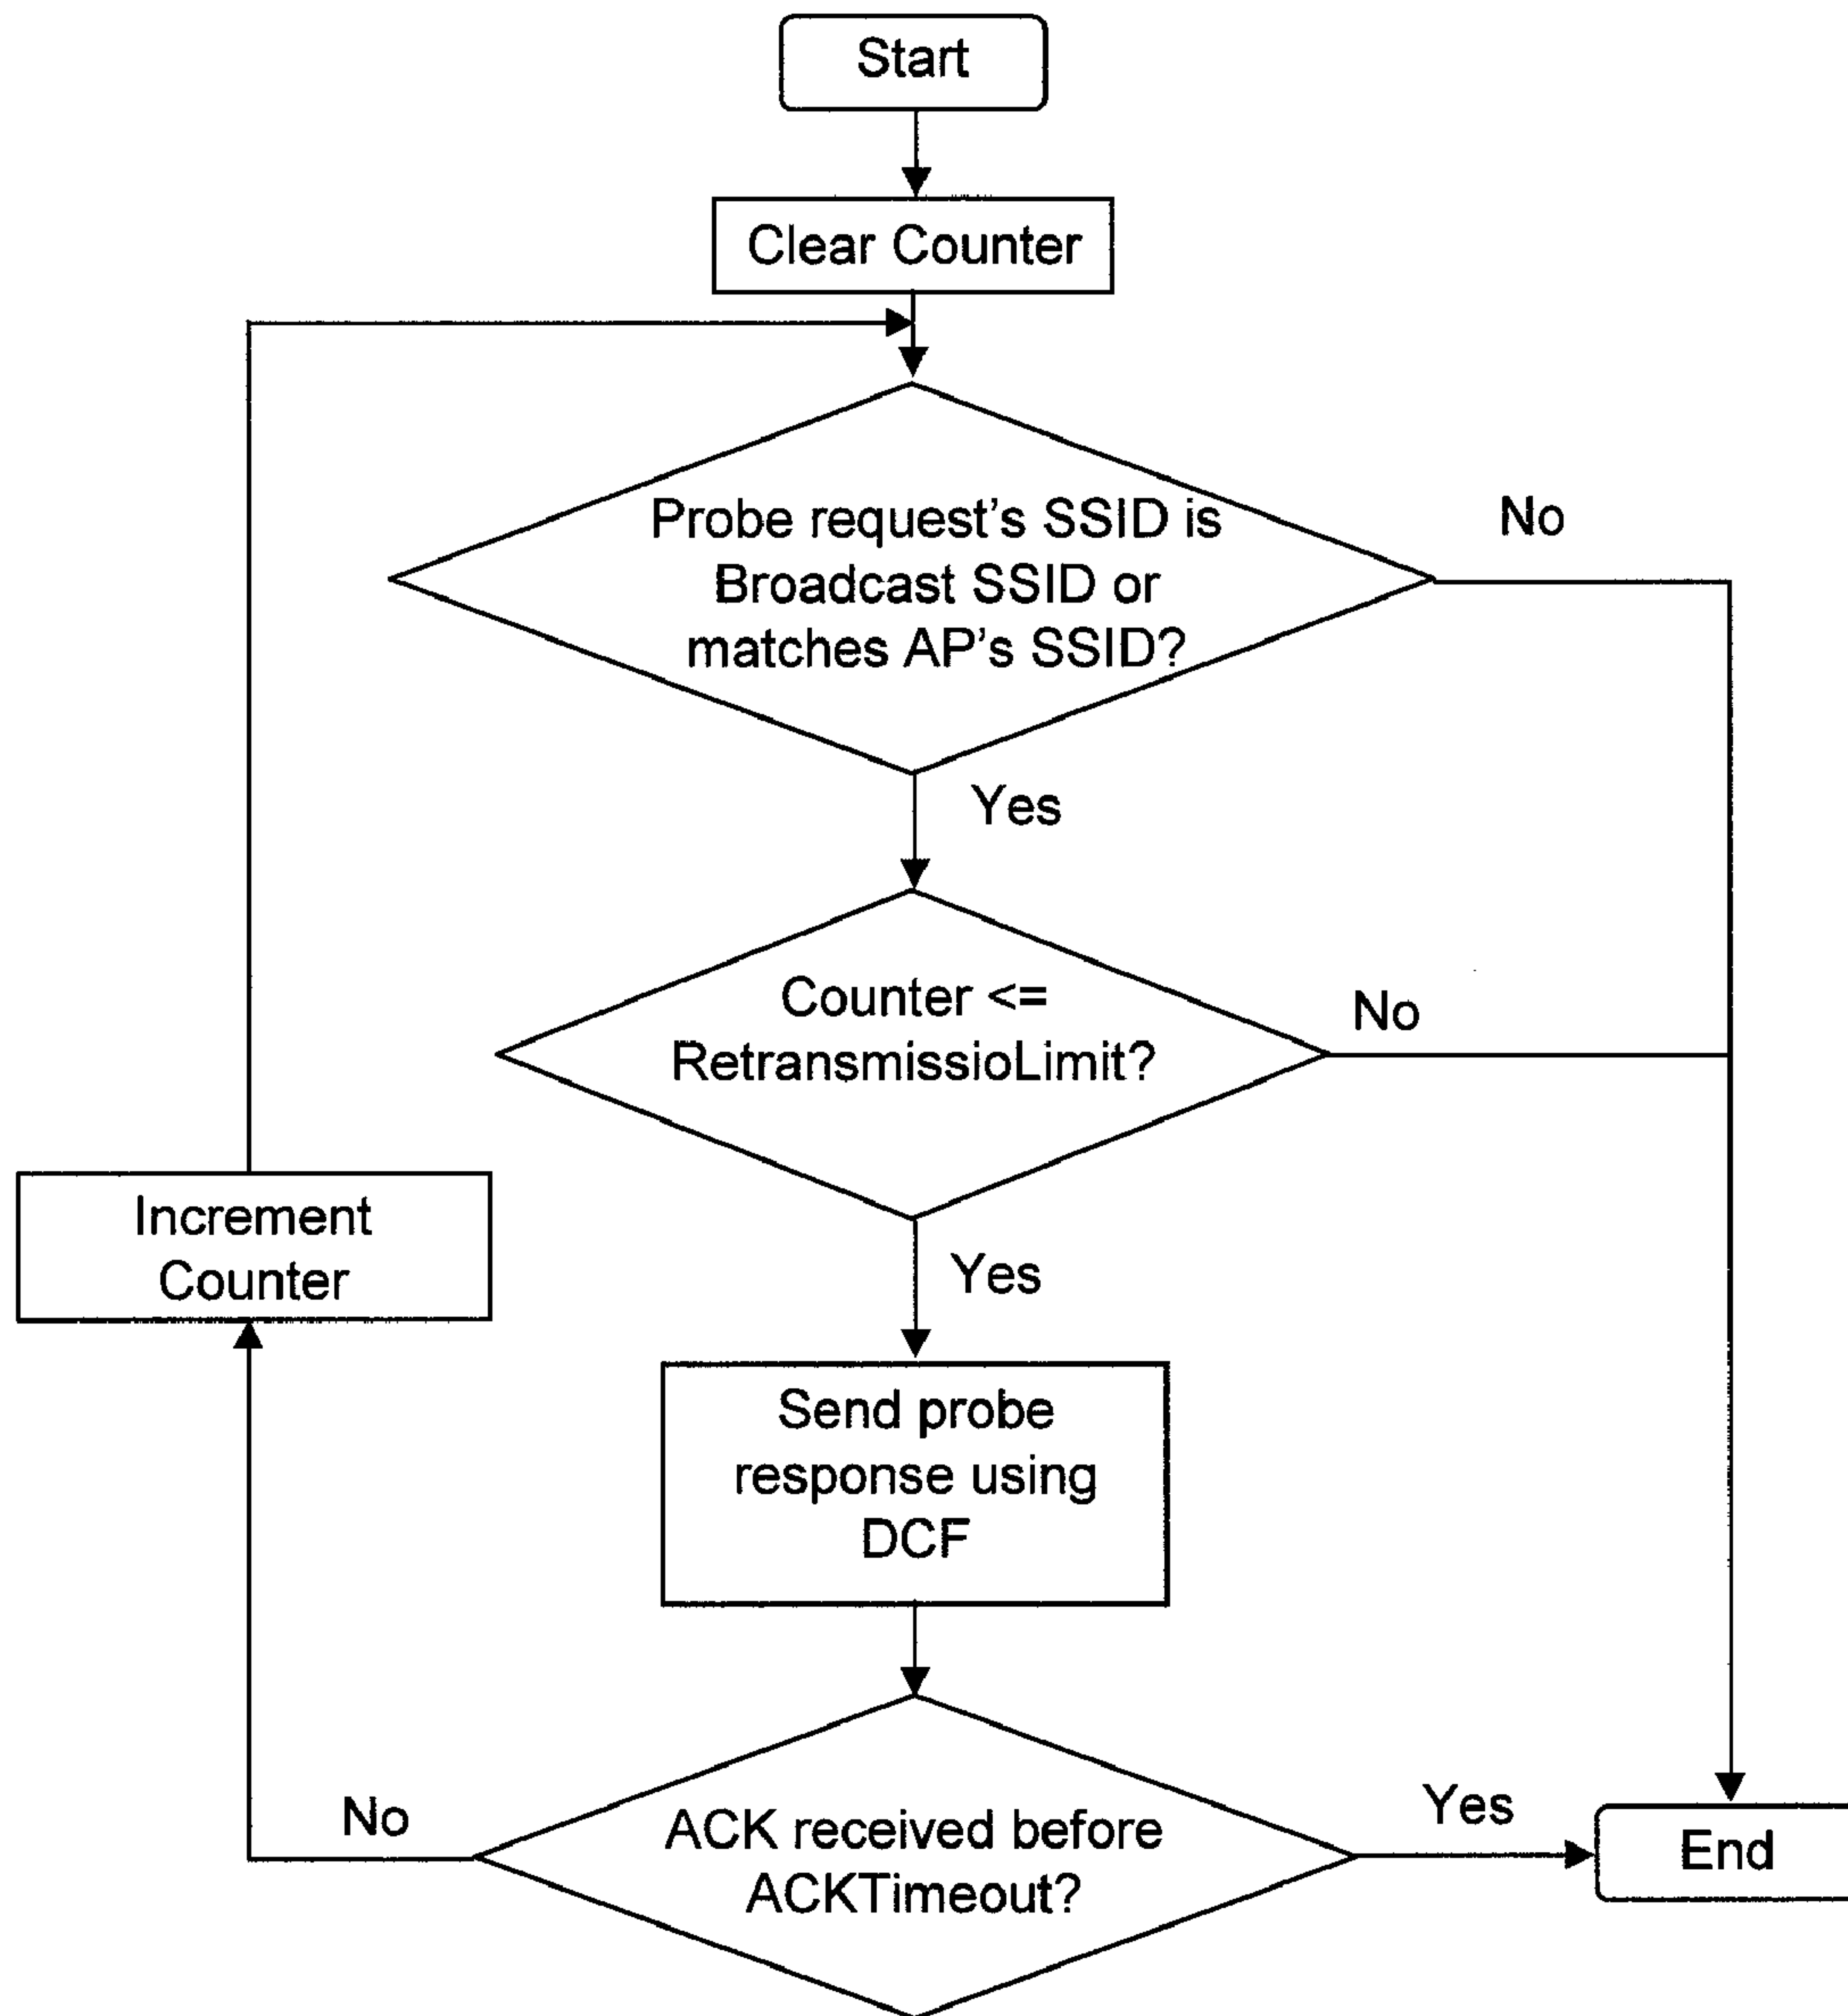 Start
Clear Counter
Probe request's SSID is
Broadcast SSID or
matches AP's SSID?
No
Yes
Counter <=
RetransmissioLimit?
No
Increment
Counter
Yes
Send probe
response using
DCF
No
ACK received before
ACKTimeout?
Yes
End